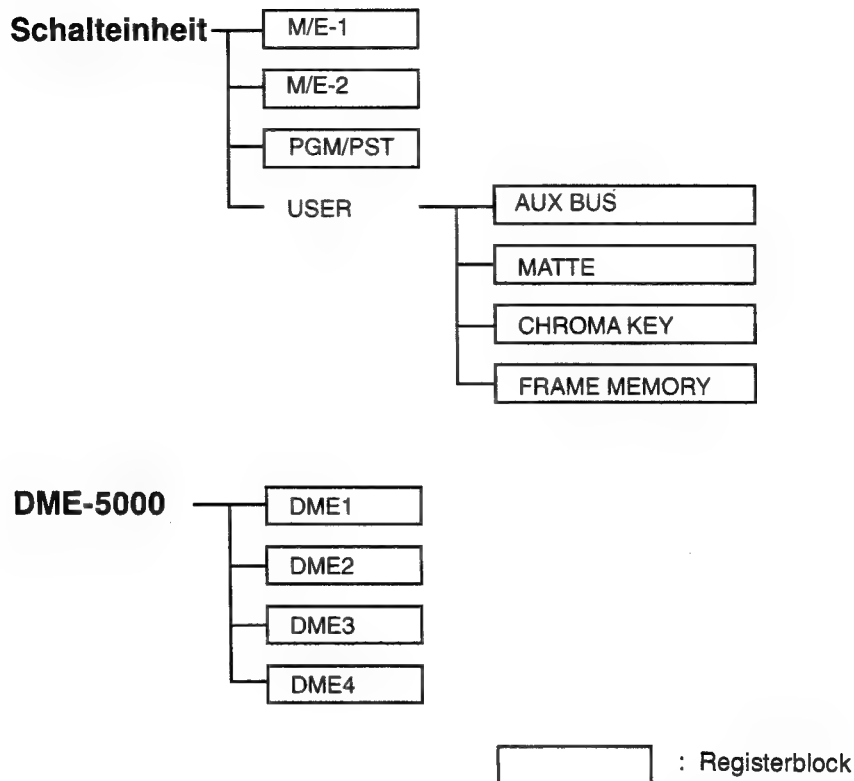 Schalteinheit
M/E-1
M/E-2
PGM/PST
USER
AUX BUS
MATTE
CHROMA KEY
FRAME MEMORY
DME-5000
DME1
DME2
DME3
DME4
: Registerblock